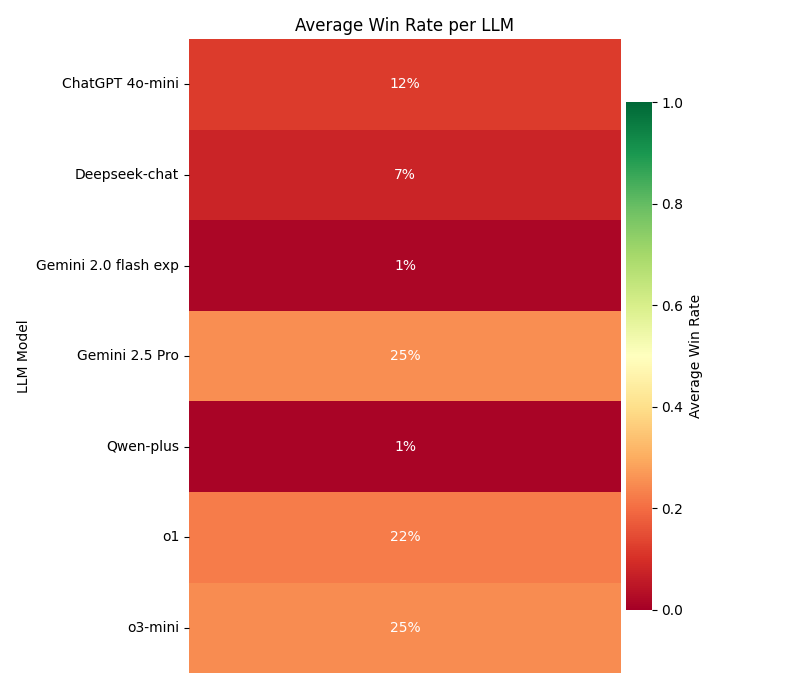 Average Win Rate per LLM
LLM Model
ChatGPT 4o-mini
12%
Deepseek-chat
7%
Gemini 2.0 flash exp
1%
Gemini 2.5 Pro
25%
Qwen-plus
1%
o1
22%
o3-mini
25%
1.0
0.8
0.6
0.4
0.2
0.0
Average Win Rate